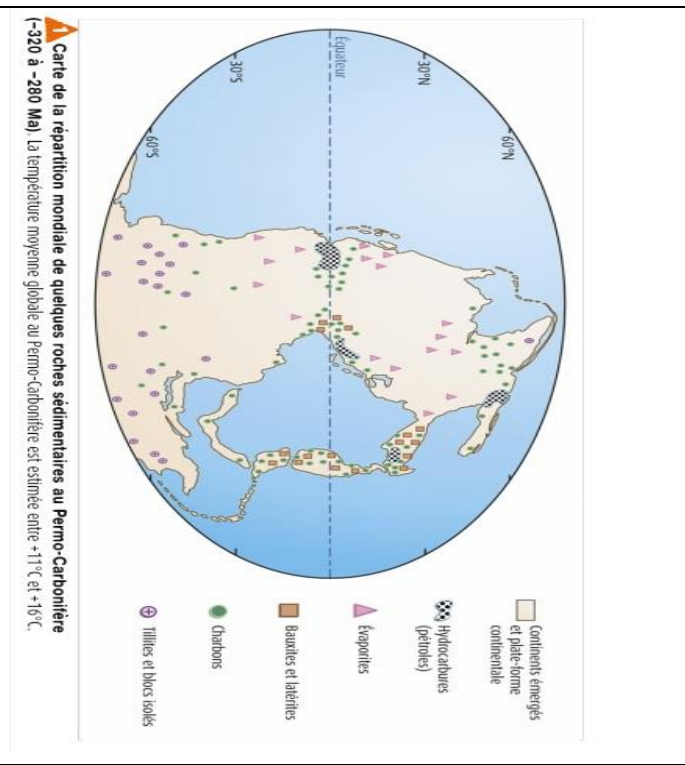 60°N
30°N
Équateur
30°S
60°S
Continents émergés
et plate-forme
continentale
Hydrocarbures
(pétroles)
Évaporites
Bauxites et latérites
Charbons
Tillites et blocs isolés
1 Carte de la répartition mondiale de quelques roches sédimentaires au Permo-Carbonifère
(−320 à −280 Ma). La température moyenne globale au Permo-Carbonifère est estimée entre +11°C et +16°C.